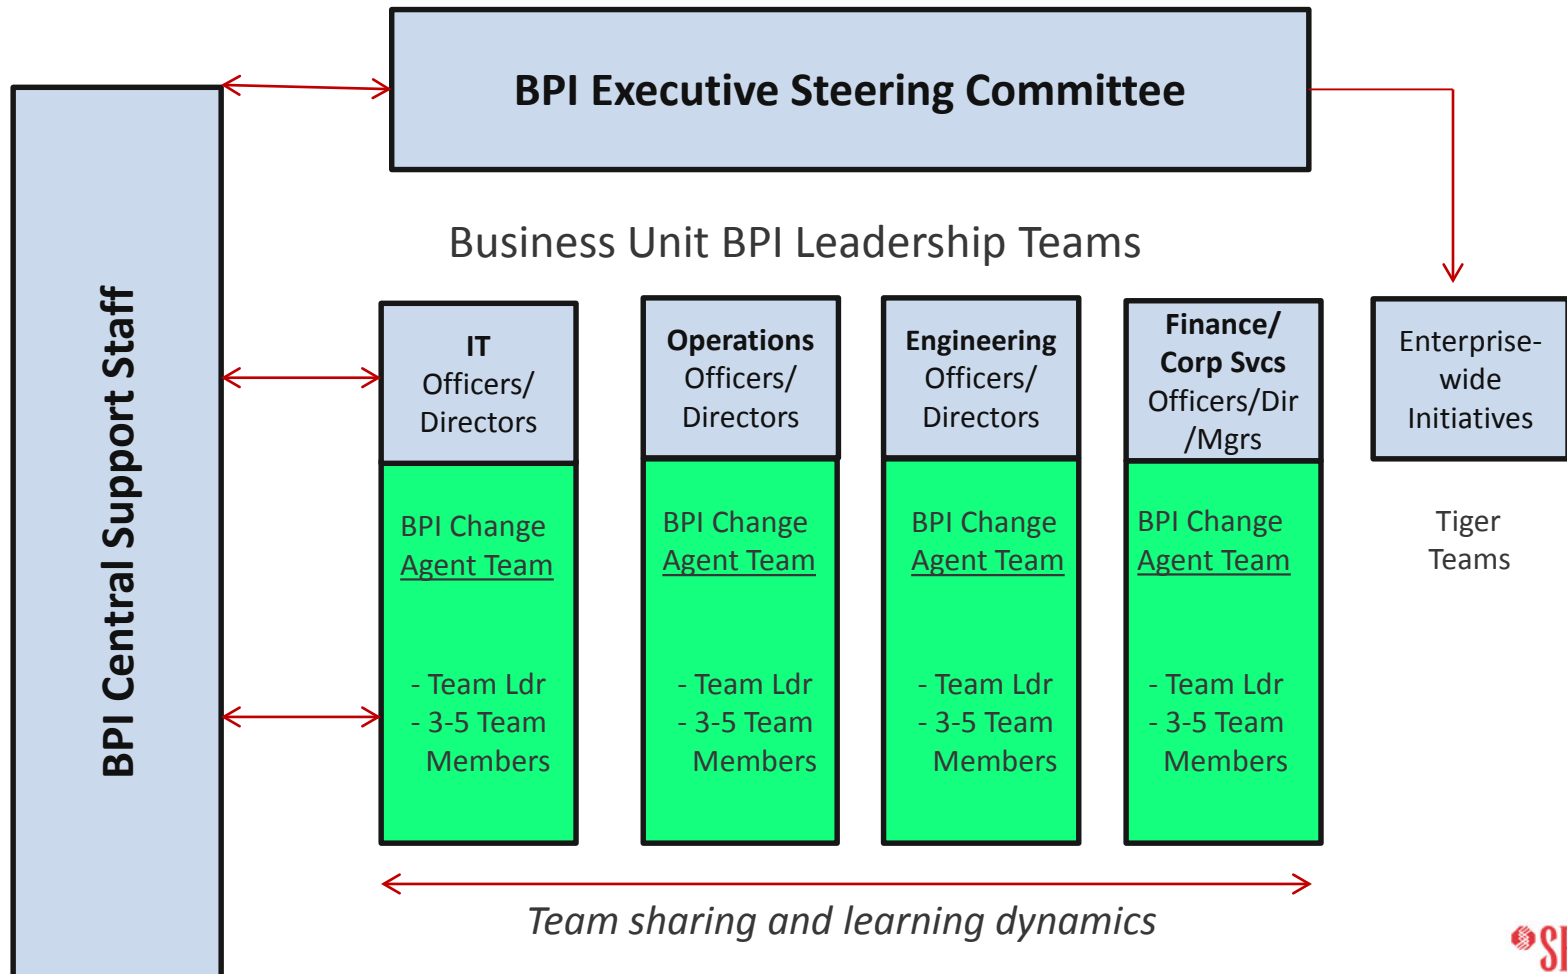 BPI Executive Steering Committee
BPI Central Support Staff
Business Unit BPI Leadership Teams
IT
Officers/
Directors
Operations
Officers/
Directors
Engineering
Officers/
Directors
Finance/
Corp Svcs
Officers/Dir
/Mgrs
Enterprise-
wide
Initiatives
BPI Change
Agent Team
- Team Ldr
- 3-5 Team
Members
BPI Change
Agent Team
- Team Ldr
- 3-5 Team
Members
BPI Change
Agent Team
- Team Ldr
- 3-5 Team
Members
BPI Change
Agent Team
- Team Ldr
- 3-5 Team
Members
Tiger
Teams
Team sharing and learning dynamics